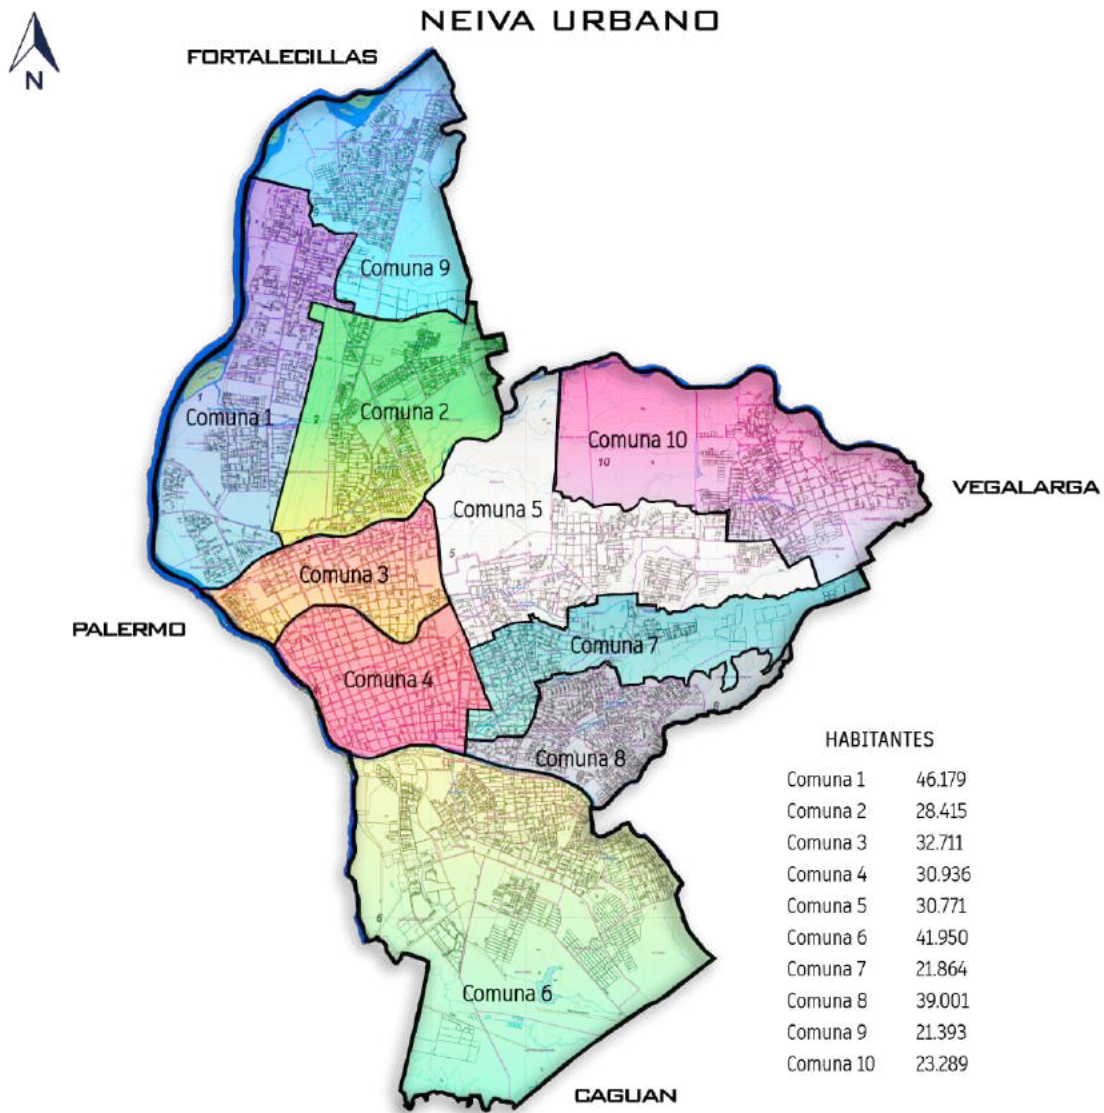 NEIVA URBANO
N
FORTALECILLAS
Comuna 9
Comuna 1
Comuna 2
Comuna 10
10
VEGALARGA
Comuna 5
5
Comuna 3
PALERMO
Comuna 7
Comuna 4
Comuna 8
HABITANTES
Comuna 1 46.179
Comuna 2 28.415
Comuna 3 32.711
Comuna 4 30.936
Comuna 5 30.771
Comuna 6 41.950
Comuna 7 21.864
Comuna 8 39.001
Comuna 9 21.393
Comuna 10 23.289
Comuna 6
CAGUAN